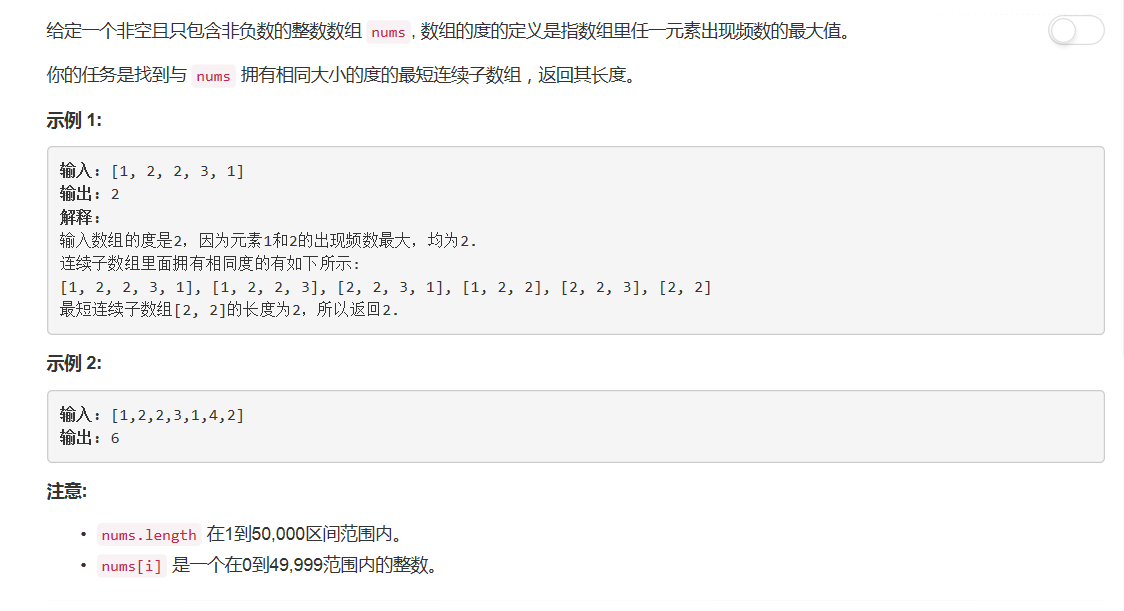 给定一个非空且只包含非负数的整数数组 nums, 数组的度的定义是指数组里任一元素出现频数的最大值。
你的任务是找到与 nums 拥有相同大小的度的最短连续子数组，返回其长度。
示例 1:
输入: [1, 2, 2, 3, 1]
输出: 2
解释:
输入数组的度是2，因为元素1和2的出现频数最大，均为2.
连续子数组里面拥有相同度的有如下所示:
[1, 2, 2, 3, 1], [1, 2, 2, 3], [2, 2, 3, 1], [1, 2, 2], [2, 2, 3], [2, 2]
最短连续子数组[2, 2]的长度为2，所以返回2.
示例 2:
输入: [1,2,2,3,1,4,2]
输出: 6
注意:
• nums.length 在1到50,000区间范围内。
• nums[i] 是一个在0到49,999范围内的整数。